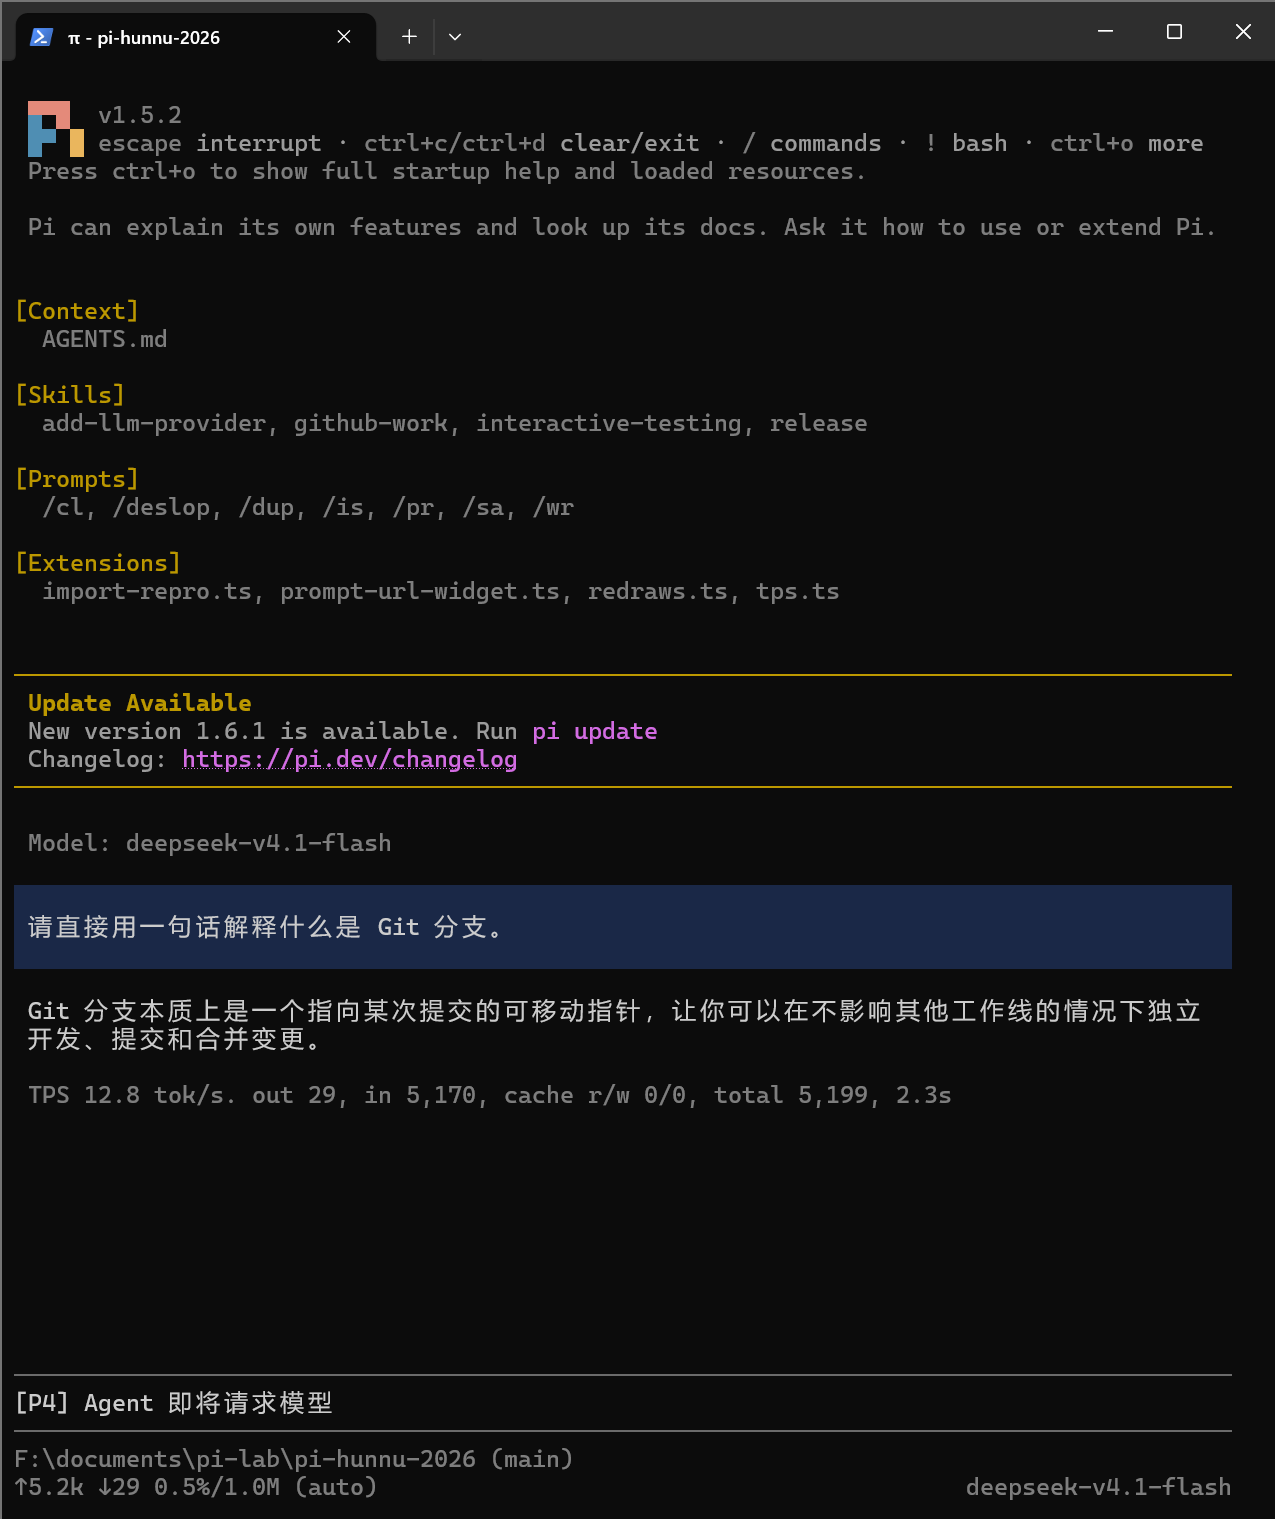 π - pi-hunnu-2026
v1.5.2
escape interrupt · ctrl+c/ctrl+d clear/exit · / commands · ! bash · ctrl+o more
Press ctrl+o to show full startup help and loaded resources.
Pi can explain its own features and look up its docs. Ask it how to use or extend Pi.
[Context]
AGENTS.md
[Skills]
add-llm-provider, github-work, interactive-testing, release
[Prompts]
/cl, /deslop, /dup, /is, /pr, /sa, /wr
[Extensions]
import-repro.ts, prompt-url-widget.ts, redraws.ts, tps.ts
Update Available
New version 1.6.1 is available. Run pi update
Changelog: https://pi.dev/changelog
Model: deepseek-v4.1-flash
请直接用一句话解释什么是 Git 分支。
Git 分支本质上是一个指向某次提交的可移动指针，让你可以在不影响其他工作线的情况下独立
开发、提交和合并变更。
TPS 12.8 tok/s. out 29, in 5,170, cache r/w 0/0, total 5,199, 2.3s
[P4] Agent 即将请求模型
F:\documents\pi-lab\pi-hunnu-2026 (main)
↑5.2k ↓29 0.5%/1.0M (auto) deepseek-v4.1-flash